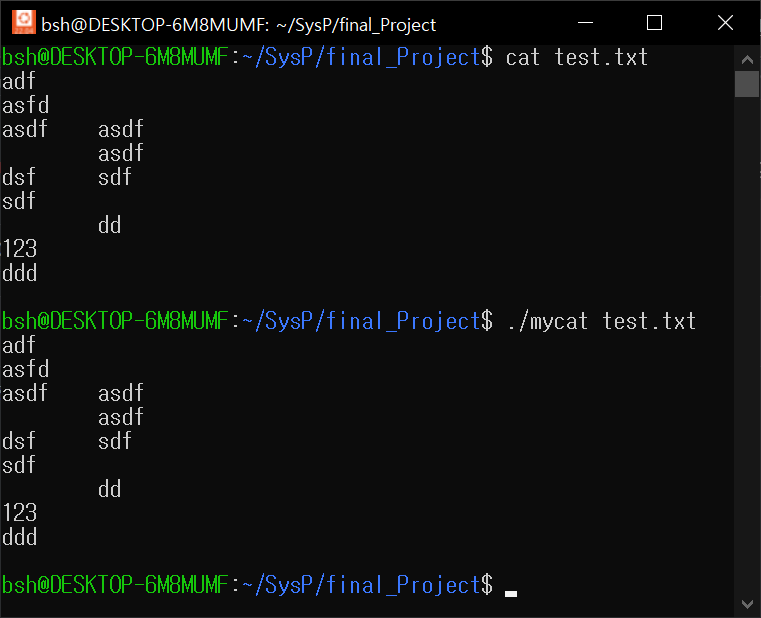 bsh@DESKTOP-6M8MUMF: ~/SysP/final_Project
bsh@DESKTOP-6M8MUMF:~/SysP/final_Project$ cat test.txt
adf
asfd
asdf    asdf
        asdf
dsf     sdf
sdf
        dd
123
ddd

bsh@DESKTOP-6M8MUMF:~/SysP/final_Project$ ./mycat test.txt
adf
asfd
asdf    asdf
        asdf
dsf     sdf
sdf
        dd
123
ddd

bsh@DESKTOP-6M8MUMF:~/SysP/final_Project$